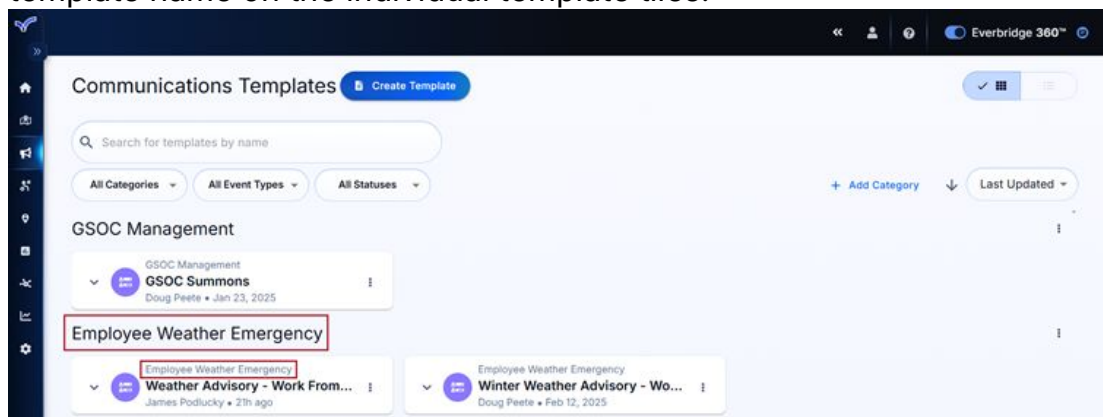 template name on the individual template tiles.
Everbridge 360™
Communications Templates
Create Template
Search for templates by name
All Categories
All Event Types
All Statuses
+ Add Category
Last Updated
GSOC Management
GSOC Management
GSOC Summons
Doug Peete • Jan 23, 2025
Employee Weather Emergency
Employee Weather Emergency
Weather Advisory - Work From...
James Podlucky • 21h ago
Employee Weather Emergency
Winter Weather Advisory - Wo...
Doug Peete • Feb 12, 2025